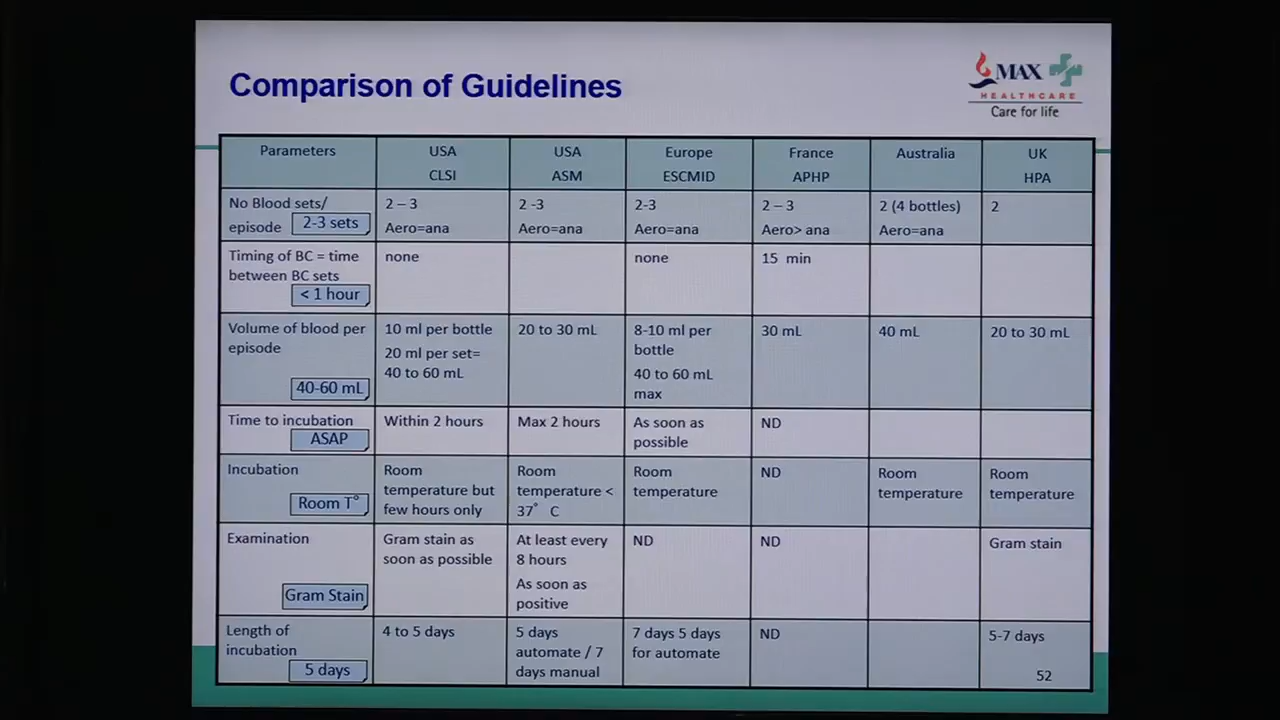 Comparison of Guidelines
MAX
HEALTHCARE
Care for life
Parameters
USA
CLSI
USA
ASM
Europe
ESCMID
France
APHP
Australia
UK
HPA
No Blood sets/
episode
2-3 sets
2 – 3
Aero=ana
2 -3
Aero=ana
2-3
Aero=ana
2 – 3
Aero> ana
2 (4 bottles)
Aero=ana
2
Timing of BC = time
between BC sets
< 1 hour
none
none
15 min
Volume of blood per
episode
40-60 mL
10 ml per bottle
20 ml per set=
40 to 60 mL
20 to 30 mL
8-10 ml per
bottle
40 to 60 mL
max
30 mL
40 mL
20 to 30 mL
Time to incubation
ASAP
Within 2 hours
Max 2 hours
As soon as
possible
ND
Incubation
Room T°
Room
temperature but
few hours only
Room
temperature <
37° C
Room
temperature
ND
Room
temperature
Room
temperature
Examination
Gram Stain
Gram stain as
soon as possible
At least every
8 hours
As soon as
positive
ND
ND
Gram stain
Length of
incubation
5 days
4 to 5 days
5 days
automate / 7
days manual
7 days 5 days
for automate
ND
5-7 days
52